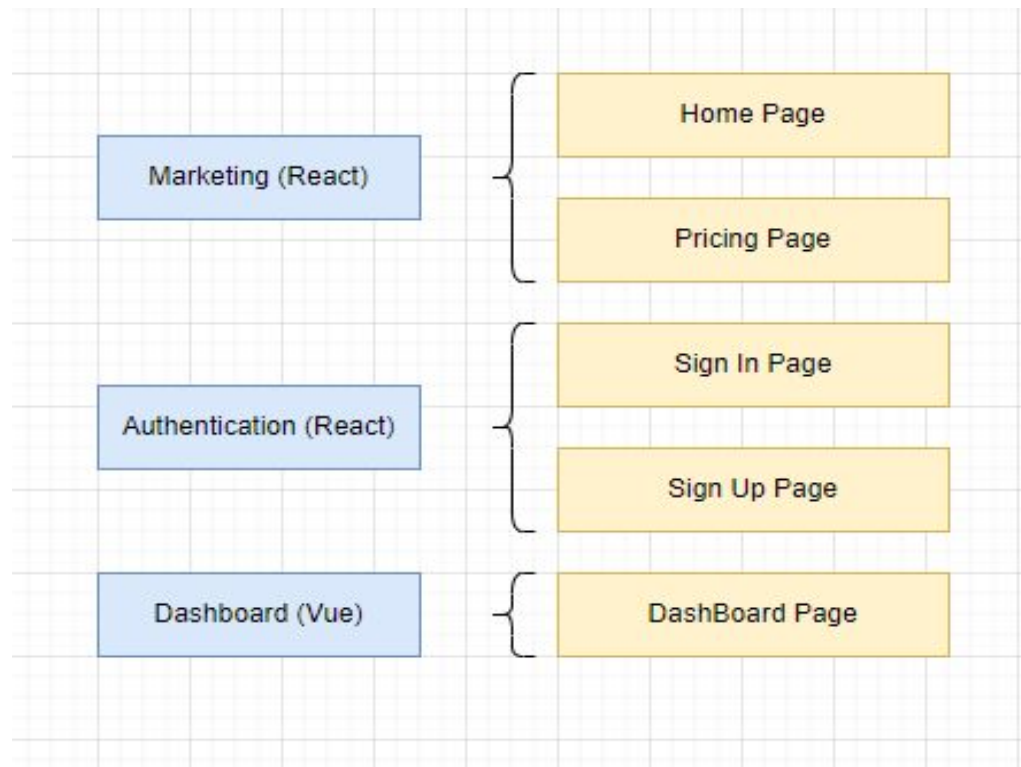 Marketing (React)
Home Page
Pricing Page
Authentication (React)
Sign In Page
Sign Up Page
Dashboard (Vue)
DashBoard Page